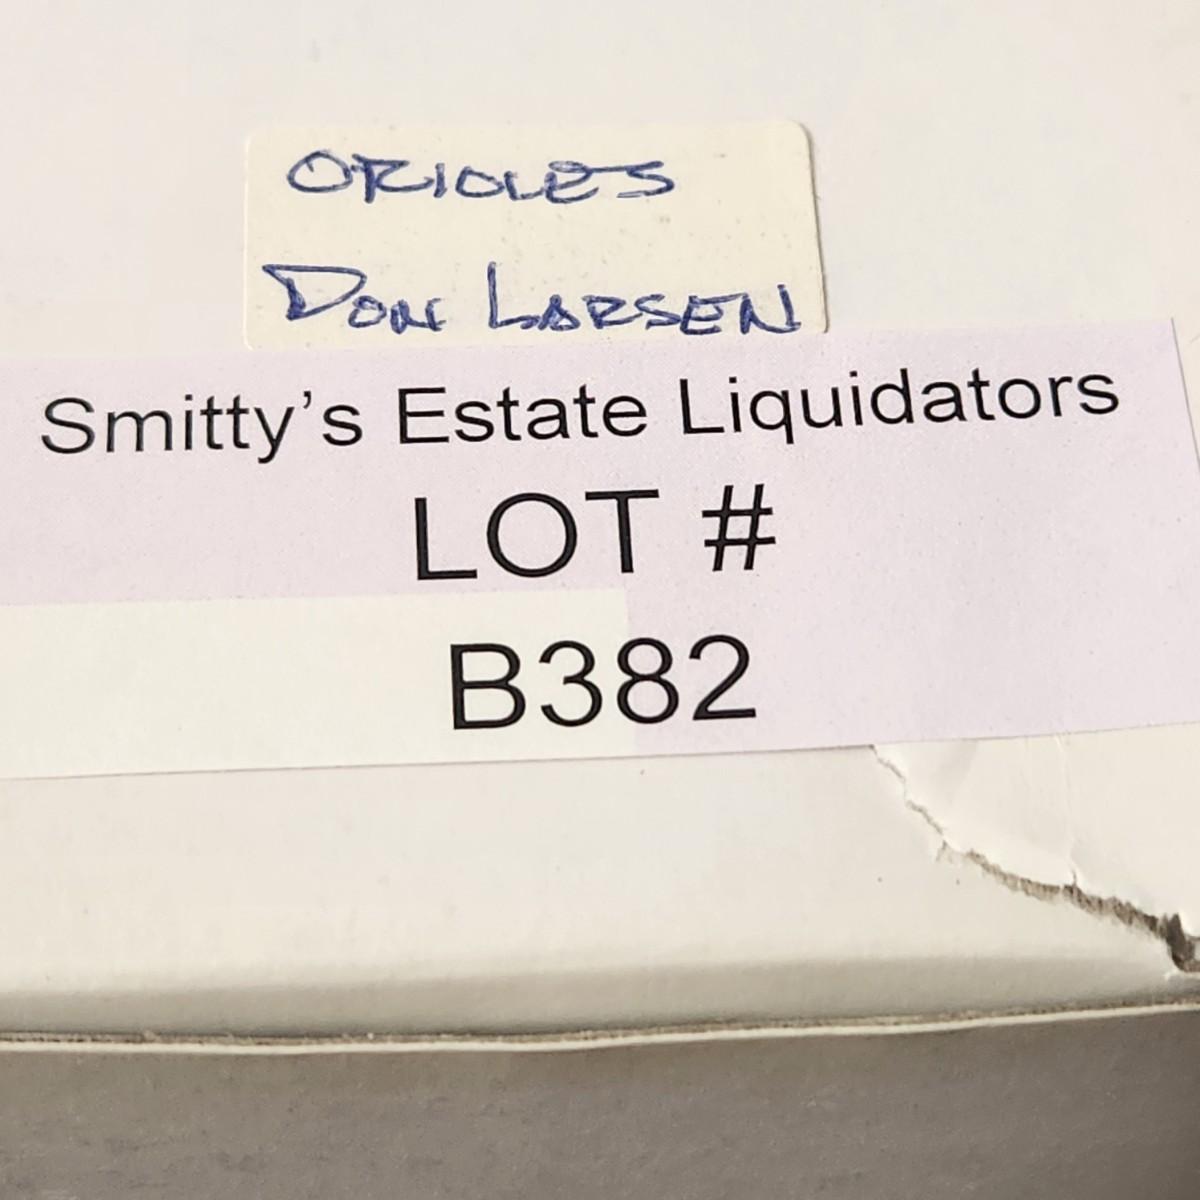 ORIOLES
DON LARSEN
Smitty's Estate Liquidators
LOT #
B382